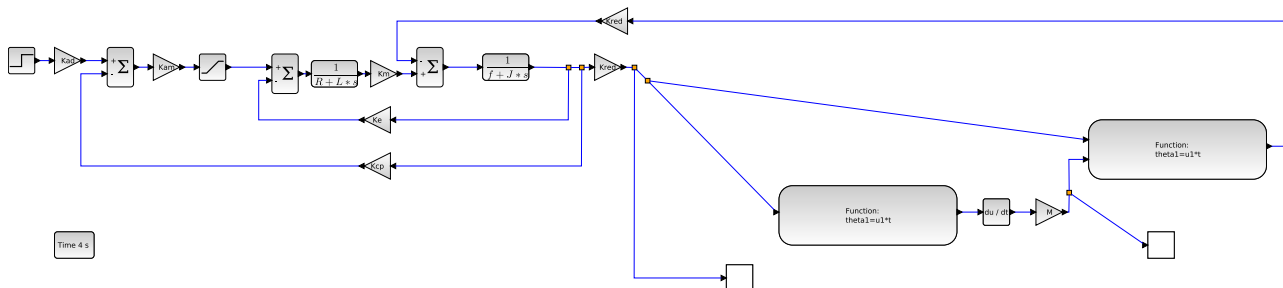 Kred
Kad
+
-
Σ
Kam
+
-
Σ
1
R+L*s
Km
-
+
Σ
1
f+J*s
Kred
Ke
Kcp
Function:
theta1=u1*t
Function:
theta1=u1*t
du / dt
M
Time 4 s